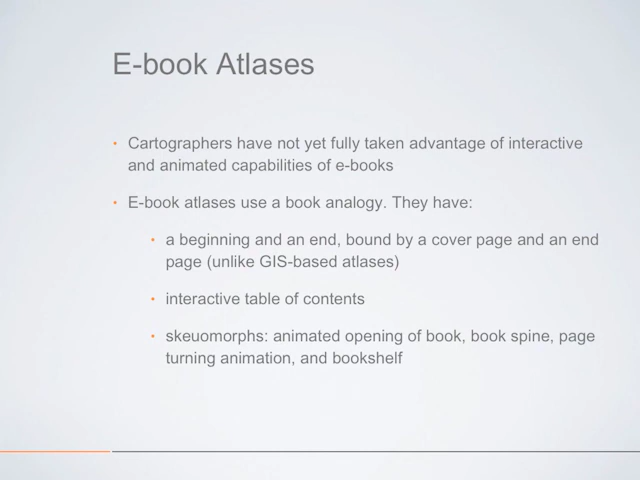 E-book Atlases
• Cartographers have not yet fully taken advantage of interactive
and animated capabilities of e-books
• E-book atlases use a book analogy. They have:
• a beginning and an end, bound by a cover page and an end
page (unlike GIS-based atlases)
• interactive table of contents
• skeuomorphs: animated opening of book, book spine, page
turning animation, and bookshelf